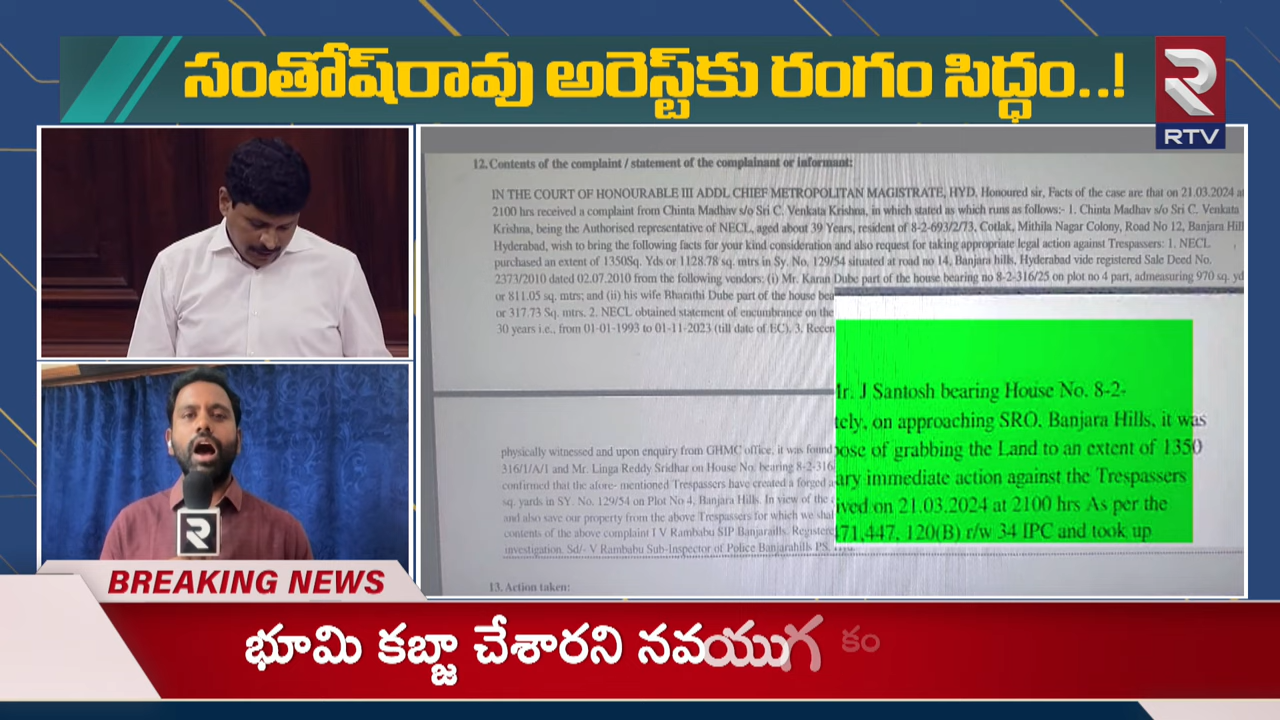 సంతోష్‌రావు అరెస్ట్‌కు రంగం సిద్ధం..!
RTV
12. Contents of the complaint / statement of the complainant or informant:
IN THE COURT OF HONOURABLE III ADDL CHIEF METROPOLITAN MAGISTRATE, HYD, Honoured sir, Facts of the case are that on 21.03.2024 at
2100 hrs received a complaint from Chinta Madhav s/o Sri C. Venkata Krishna, in which stated as which runs as follows:- 1. Chinta Madhav s/o Sri C. Venkata
Krishna, being the Authorised representative of NECL, aged about 39 Years, resident of 8-2-693/2/73, Cotlak, Mithila Nagar Colony, Road No 12, Banjara Hill
Hyderabad, wish to bring the following facts for your kind consideration and also request for taking appropriate legal action against Trespassers: 1. NECL
purchased an extent of 1350Sq. Yds or 1128.78 sq. mtrs in Sy. No. 129/54 situated at road no 14, Banjara hills, Hyderabad vide registered Sale Deed No.
2373/2010 dated 02.07.2010 from the following vendors: (i) Mr. Karan Dube part of the house bearing no 8-2-316/25 on plot no 4 part, admeasuring 970 sq. yd
or 811.05 sq. mtrs; and (ii) his wife Bharathi Dube part of the house bea
or 317.73 Sq. mtrs. 2. NECL obtained statement of encumbrance on the
30 years i.e., from 01-01-1993 to 01-11-2023 (till date of EC), 3. Recen
Mr. J Santosh bearing House No. 8-2-
tely, on approaching SRO, Banjara Hills, it was
pose of grabbing the Land to an extent of 1350
ary immediate action against the Trespassers
ived on 21.03.2024 at 2100 hrs As per the
471,447, 120(B) r/w 34 IPC and took up
physically witnessed and upon enquiry from GHMC office, it was found
316/1/A/1 and Mr. Linga Reddy Sridhar on House No. bearing 8-2-316
confirmed that the afore- mentioned Trespassers have created a forged a
sq. yards in SY. No. 129/54 on Plot No 4, Banjara Hills. In view of the
and also save our property from the above Trespassers for which we shal
contents of the above complaint I V Rambabu SIP Banjaraills. Registere
investigation. Sd/- V Rambabu Sub-Inspector of Police Banjarahills PS,
13. Action taken:
BREAKING NEWS
భూమి కబ్జా చేశారని నవయుగ కం